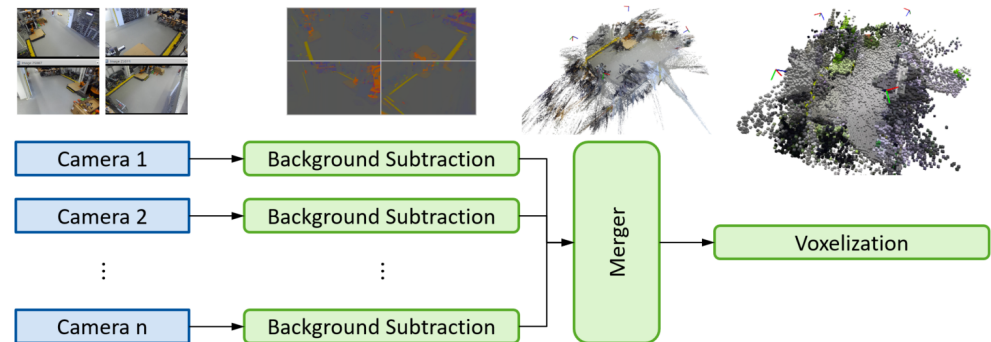 Camera 1
Background Subtraction
Camera 2
Background Subtraction
⋮
⋮
Camera n
Background Subtraction
Merger
Voxelization